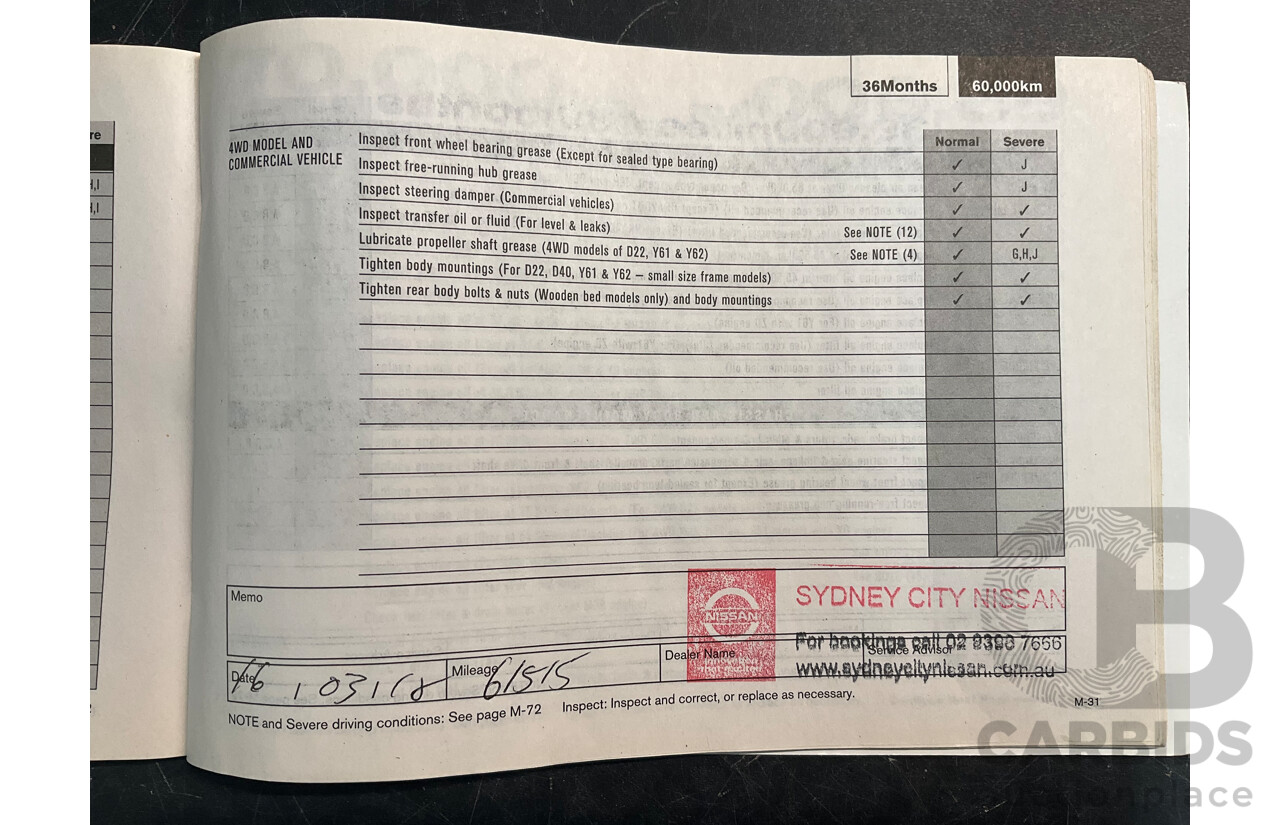 re
H,I
H,I
36Months 60,000km
4WD MODEL AND
COMMERCIAL VEHICLE
Normal Severe
Inspect front wheel bearing grease (Except for sealed type bearing) ✓ J
Inspect free-running hub grease ✓ J
Inspect steering damper (Commercial vehicles) ✓ ✓
Inspect transfer oil or fluid (For level & leaks) See NOTE (12) ✓ ✓
Lubricate propeller shaft grease (4WD models of D22, Y61 & Y62) See NOTE (4) ✓ G,H,J
Tighten body mountings (For D22, D40, Y61 & Y62 – small size frame models) ✓ ✓
Tighten rear body bolts & nuts (Wooden bed models only) and body mountings ✓ ✓
Memo
NISSAN
SYDNEY CITY NISSAN
For bookings call 02 8303 7666
www.sydneycitynissan.com.au
Date 16 / 03 / 18
Mileage 61515
Dealer Name
Service Advisor
NOTE and Severe driving conditions: See page M-72 Inspect: Inspect and correct, or replace as necessary.
M-31
CARBIDS